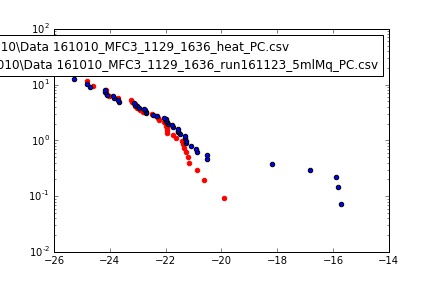 10²
10\Data 161010_MFC3_1129_1636_heat_PC.csv
010\Data 161010_MFC3_1129_1636_run161123_5mlMq_PC.csv
10¹
10⁰
10⁻¹
10⁻²
−26 −24 −22 −20 −18 −16 −14